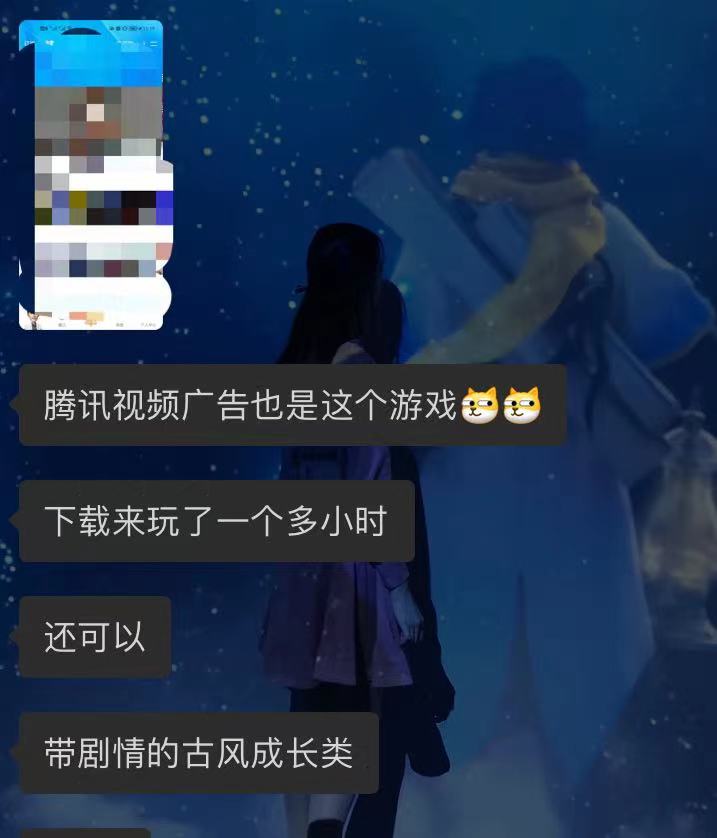 腾讯视频广告也是这个游戏
下载来玩了一个多小时
还可以
带剧情的古风成长类